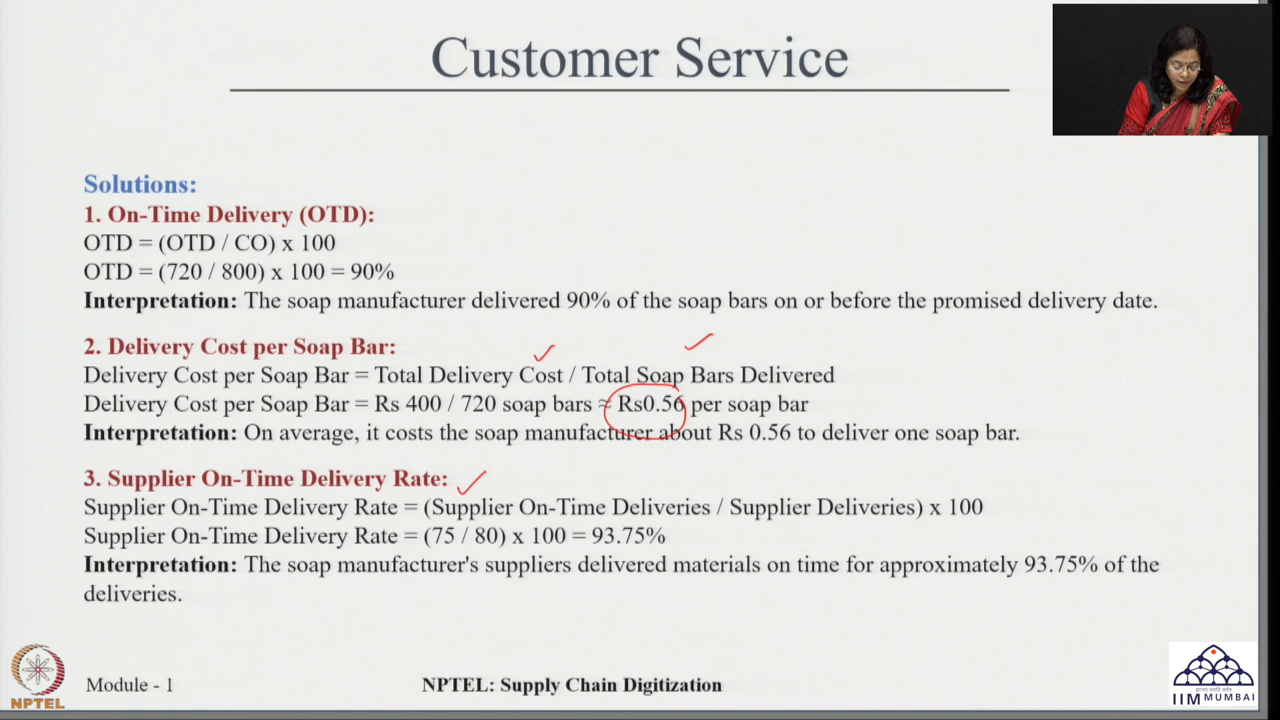 Customer Service
Solutions:
1. On-Time Delivery (OTD):
OTD = (OTD / CO) x 100
OTD = (720 / 800) x 100 = 90%
Interpretation: The soap manufacturer delivered 90% of the soap bars on or before the promised delivery date.
2. Delivery Cost per Soap Bar:
Delivery Cost per Soap Bar = Total Delivery Cost / Total Soap Bars Delivered
Delivery Cost per Soap Bar = Rs 400 / 720 soap bars ≈ Rs0.56 per soap bar
Interpretation: On average, it costs the soap manufacturer about Rs 0.56 to deliver one soap bar.
3. Supplier On-Time Delivery Rate:
Supplier On-Time Delivery Rate = (Supplier On-Time Deliveries / Supplier Deliveries) x 100
Supplier On-Time Delivery Rate = (75 / 80) x 100 = 93.75%
Interpretation: The soap manufacturer's suppliers delivered materials on time for approximately 93.75% of the
deliveries.
NPTEL
Module - 1
NPTEL: Supply Chain Digitization
IIM MUMBAI